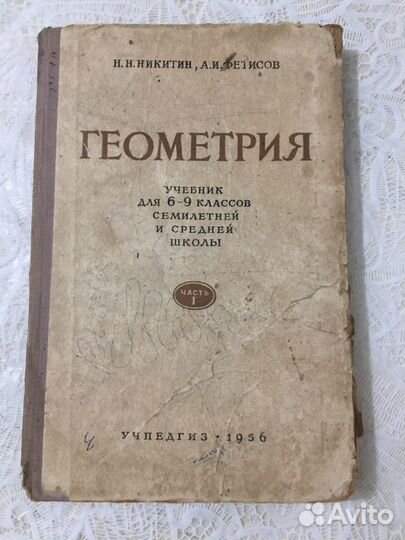 Н. Н. НИКИТИН, А. И. ФЕТИСОВ
ГЕОМЕТРИЯ
УЧЕБНИК
ДЛЯ 6-9 КЛАССОВ
СЕМИЛЕТНЕЙ
И СРЕДНЕЙ
ШКОЛЫ
ЧАСТЬ
I
УЧПЕДГИЗ · 1956
Avito